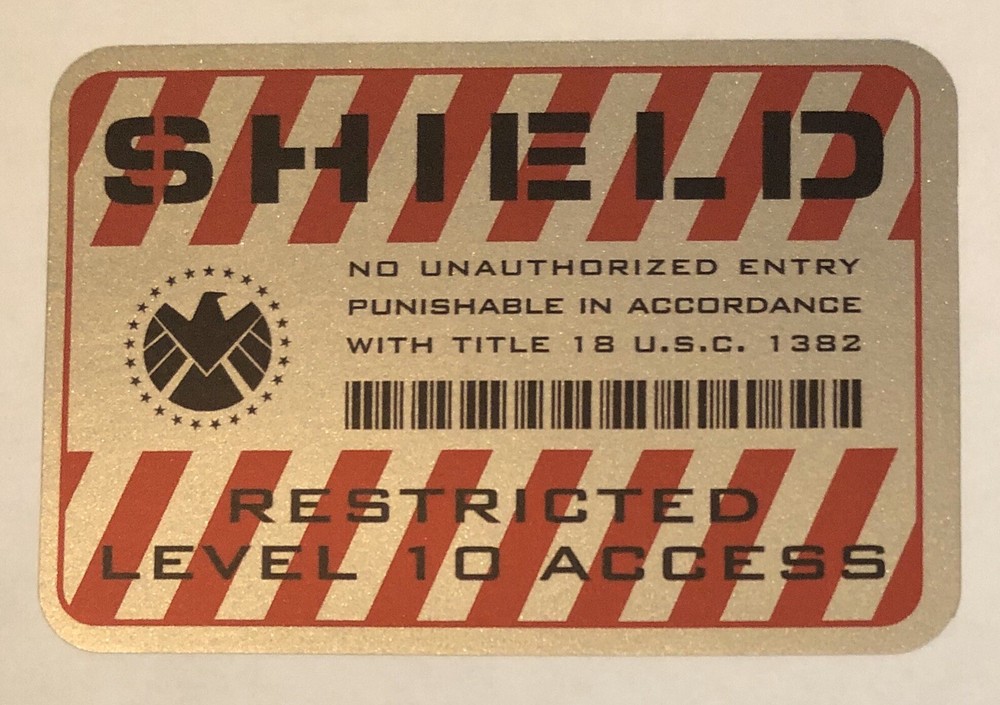 SHIELD
NO UNAUTHORIZED ENTRY
PUNISHABLE IN ACCORDANCE
WITH TITLE 18 U.S.C. 1382
RESTRICTED
LEVEL 10 ACCESS